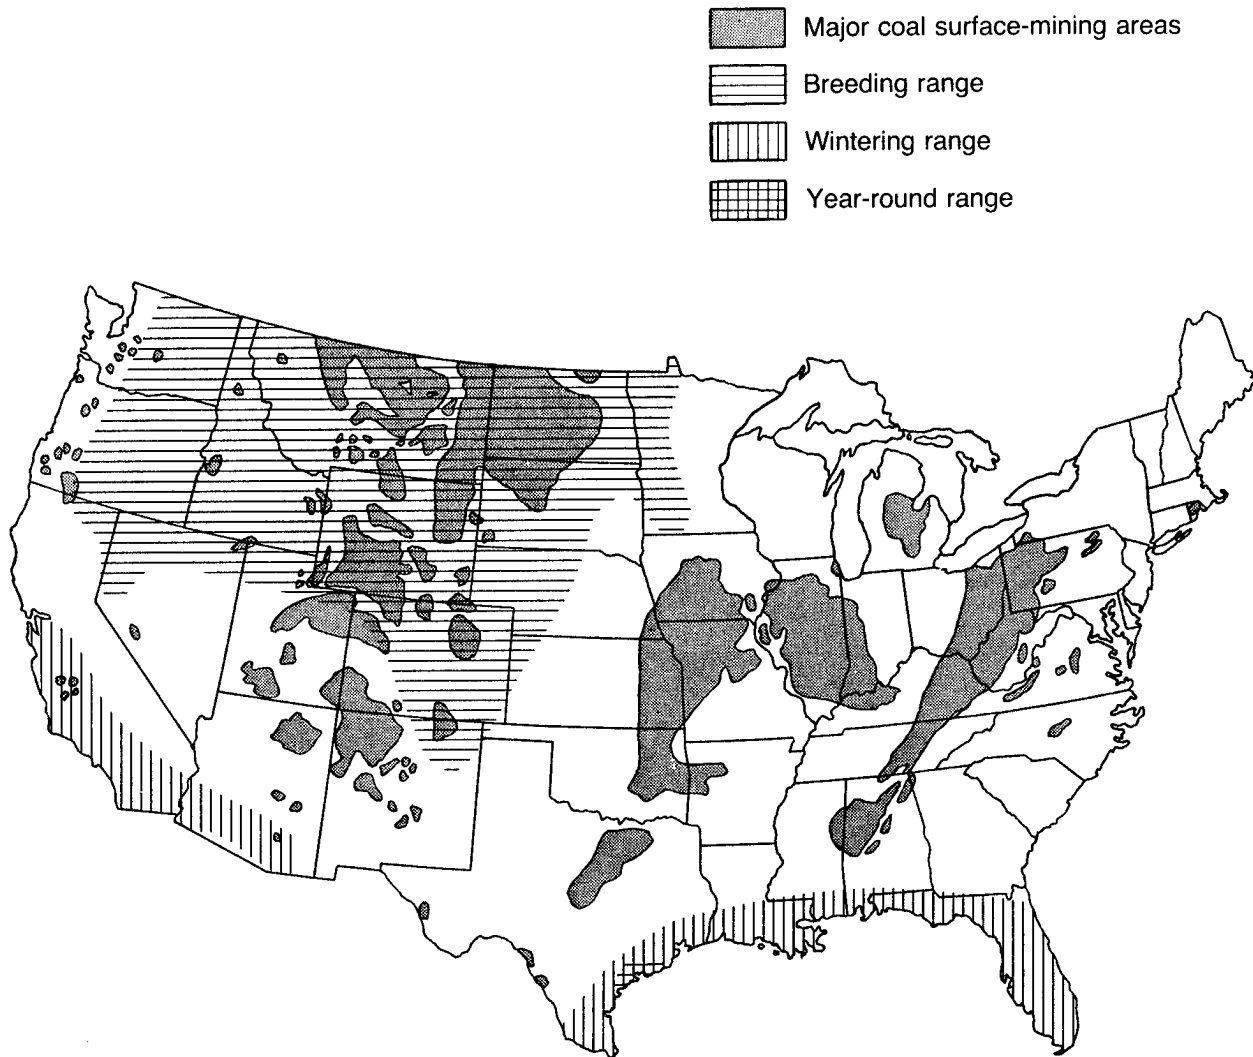 Major coal surface-mining areas
Breeding range
Wintering range
Year-round range